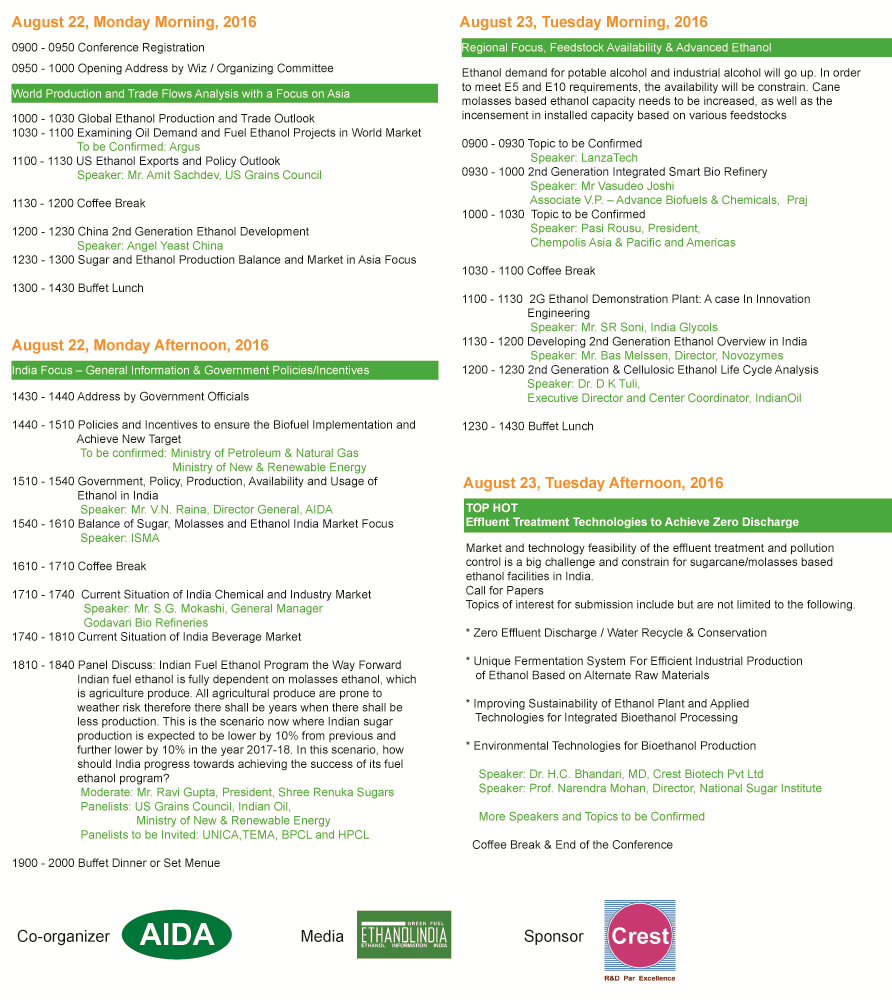 August 22, Monday Morning, 2016
0900 - 0950 Conference Registration
0950 - 1000 Opening Address by Wiz / Organizing Committee
World Production and Trade Flows Analysis with a Focus on Asia
1000 - 1030 Global Ethanol Production and Trade Outlook
1030 - 1100 Examining Oil Demand and Fuel Ethanol Projects in World Market
To be Confirmed: Argus
1100 - 1130 US Ethanol Exports and Policy Outlook
Speaker: Mr. Amit Sachdev, US Grains Council
1130 - 1200 Coffee Break
1200 - 1230 China 2nd Generation Ethanol Development
Speaker: Angel Yeast China
1230 - 1300 Sugar and Ethanol Production Balance and Market in Asia Focus
1300 - 1430 Buffet Lunch
August 22, Monday Afternoon, 2016
India Focus – General Information & Government Policies/Incentives
1430 - 1440 Address by Government Officials
1440 - 1510 Policies and Incentives to ensure the Biofuel Implementation and
Achieve New Target
To be confirmed: Ministry of Petroleum & Natural Gas
Ministry of New & Renewable Energy
1510 - 1540 Government, Policy, Production, Availability and Usage of
Ethanol in India
Speaker: Mr. V.N. Raina, Director General, AIDA
1540 - 1610 Balance of Sugar, Molasses and Ethanol India Market Focus
Speaker: ISMA
1610 - 1710 Coffee Break
1710 - 1740 Current Situation of India Chemical and Industry Market
Speaker: Mr. S.G. Mokashi, General Manager
Godavari Bio Refineries
1740 - 1810 Current Situation of India Beverage Market
1810 - 1840 Panel Discuss: Indian Fuel Ethanol Program the Way Forward
Indian fuel ethanol is fully dependent on molasses ethanol, which
is agriculture produce. All agricultural produce are prone to
weather risk therefore there shall be years when there shall be
less production. This is the scenario now where Indian sugar
production is expected to be lower by 10% from previous and
further lower by 10% in the year 2017-18. In this scenario, how
should India progress towards achieving the success of its fuel
ethanol program?
Moderate: Mr. Ravi Gupta, President, Shree Renuka Sugars
Panelists: US Grains Council, Indian Oil,
Ministry of New & Renewable Energy
Panelists to be Invited: UNICA,TEMA, BPCL and HPCL
1900 - 2000 Buffet Dinner or Set Menue
August 23, Tuesday Morning, 2016
Regional Focus, Feedstock Availability & Advanced Ethanol
Ethanol demand for potable alcohol and industrial alcohol will go up. In order
to meet E5 and E10 requirements, the availability will be constrain. Cane
molasses based ethanol capacity needs to be increased, as well as the
incensement in installed capacity based on various feedstocks
0900 - 0930 Topic to be Confirmed
Speaker: LanzaTech
0930 - 1000 2nd Generation Integrated Smart Bio Refinery
Speaker: Mr Vasudeo Joshi
Associate V.P. – Advance Biofuels & Chemicals, Praj
1000 - 1030 Topic to be Confirmed
Speaker: Pasi Rousu, President,
Chempolis Asia & Pacific and Americas
1030 - 1100 Coffee Break
1100 - 1130 2G Ethanol Demonstration Plant: A case In Innovation
Engineering
Speaker: Mr. SR Soni, India Glycols
1130 - 1200 Developing 2nd Generation Ethanol Overview in India
Speaker: Mr. Bas Melssen, Director, Novozymes
1200 - 1230 2nd Generation & Cellulosic Ethanol Life Cycle Analysis
Speaker: Dr. D K Tuli,
Executive Director and Center Coordinator, IndianOil
1230 - 1430 Buffet Lunch
August 23, Tuesday Afternoon, 2016
TOP HOT
Effluent Treatment Technologies to Achieve Zero Discharge
Market and technology feasibility of the effluent treatment and pollution
control is a big challenge and constrain for sugarcane/molasses based
ethanol facilities in India.
Call for Papers
Topics of interest for submission include but are not limited to the following.
* Zero Effluent Discharge / Water Recycle & Conservation
* Unique Fermentation System For Efficient Industrial Production
of Ethanol Based on Alternate Raw Materials
* Improving Sustainability of Ethanol Plant and Applied
Technologies for Integrated Bioethanol Processing
* Environmental Technologies for Bioethanol Production
Speaker: Dr. H.C. Bhandari, MD, Crest Biotech Pvt Ltd
Speaker: Prof. Narendra Mohan, Director, National Sugar Institute
More Speakers and Topics to be Confirmed
Coffee Break & End of the Conference
Co-organizer
AIDA
Media
GREEN FUEL
ETHANOLINDIA
ETHANOL INFORMATION INDIA
Sponsor
Crest
R&D Par Excellence